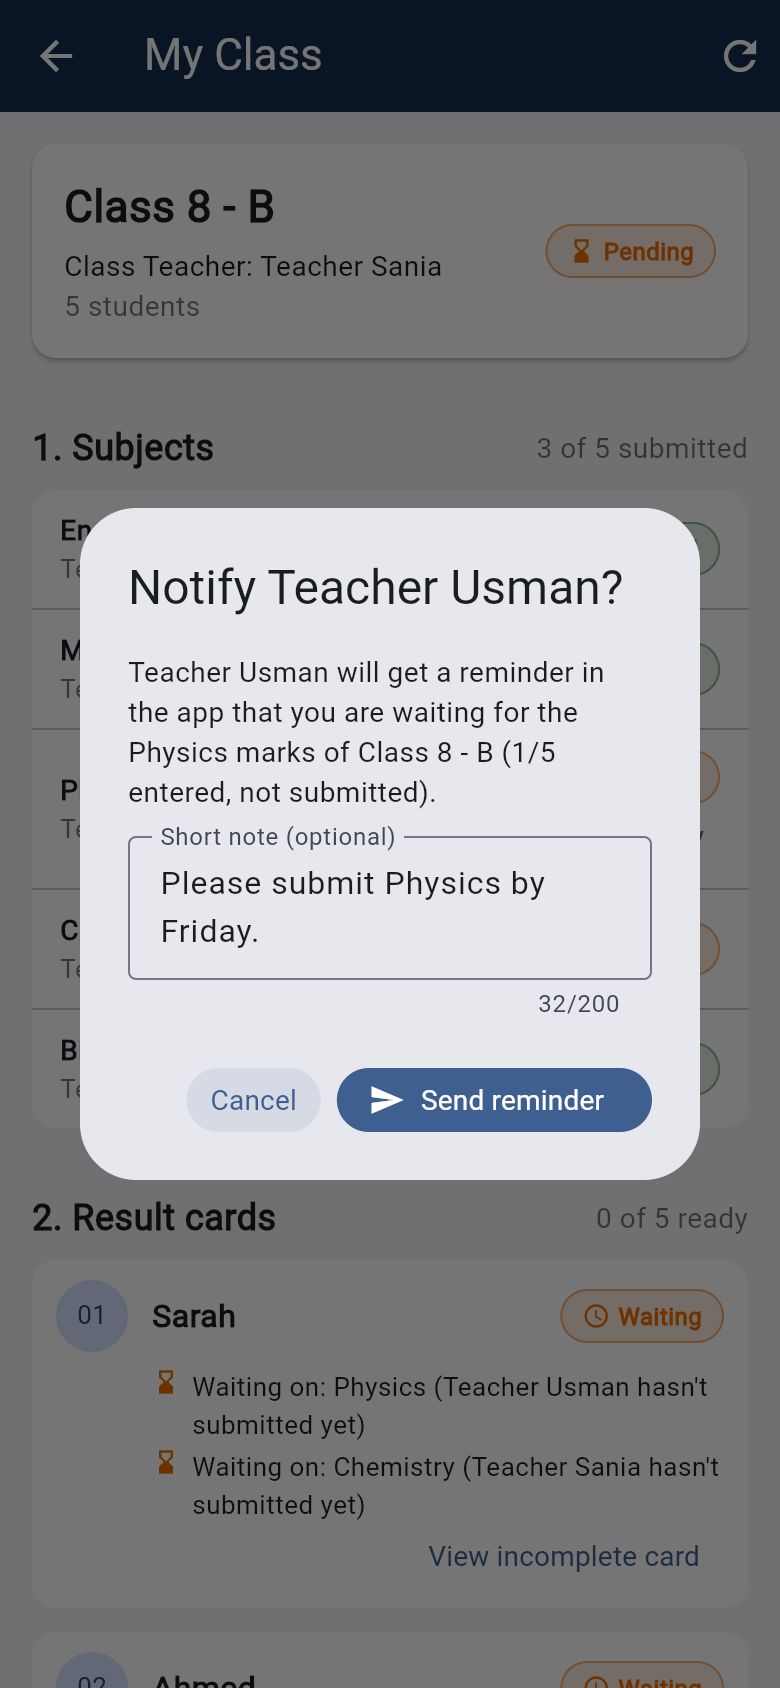 My Class
Class 8 - B
Class Teacher: Teacher Sania
5 students
Pending
1. Subjects
3 of 5 submitted
Notify Teacher Usman?
Teacher Usman will get a reminder in
the app that you are waiting for the
Physics marks of Class 8 - B (1/5
entered, not submitted).
Short note (optional)
Please submit Physics by
Friday.
32/200
Cancel
Send reminder
2. Result cards
0 of 5 ready
01
Sarah
Waiting
Waiting on: Physics (Teacher Usman hasn't
submitted yet)
Waiting on: Chemistry (Teacher Sania hasn't
submitted yet)
View incomplete card
02
Ahmed
Waiting